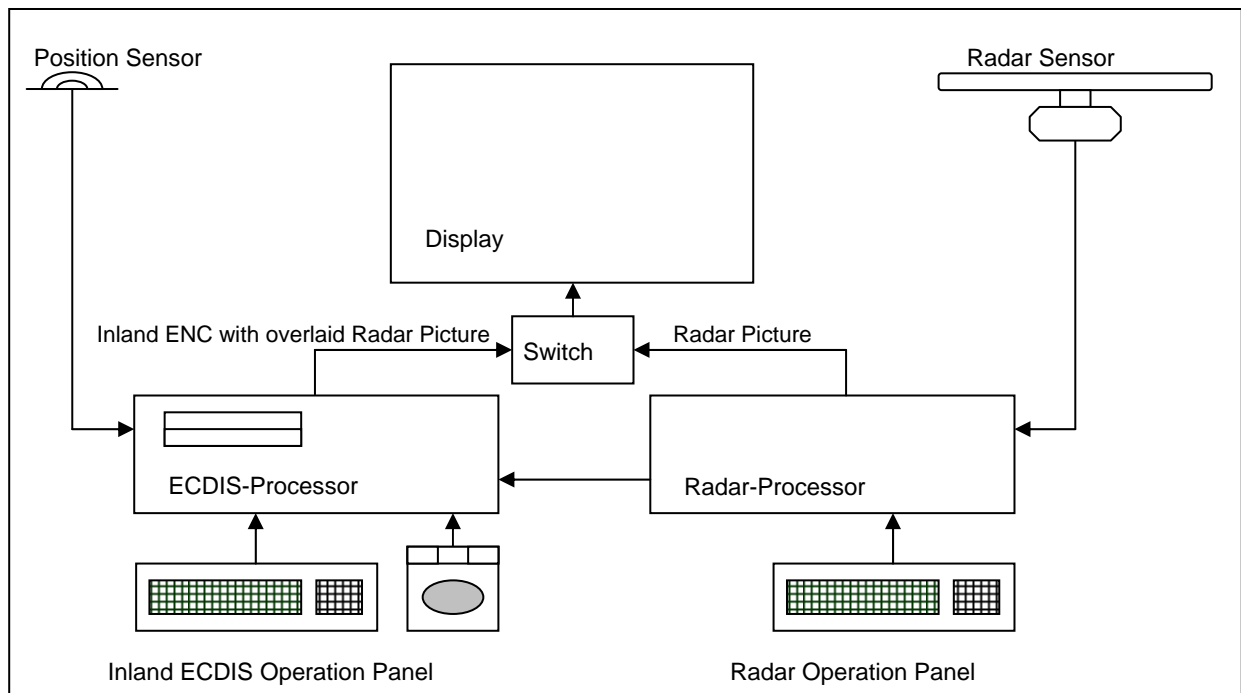 Position Sensor
Radar Sensor
Display
Inland ENC with overlaid Radar Picture
Switch
Radar Picture
ECDIS-Processor
Radar-Processor
Inland ECDIS Operation Panel
Radar Operation Panel